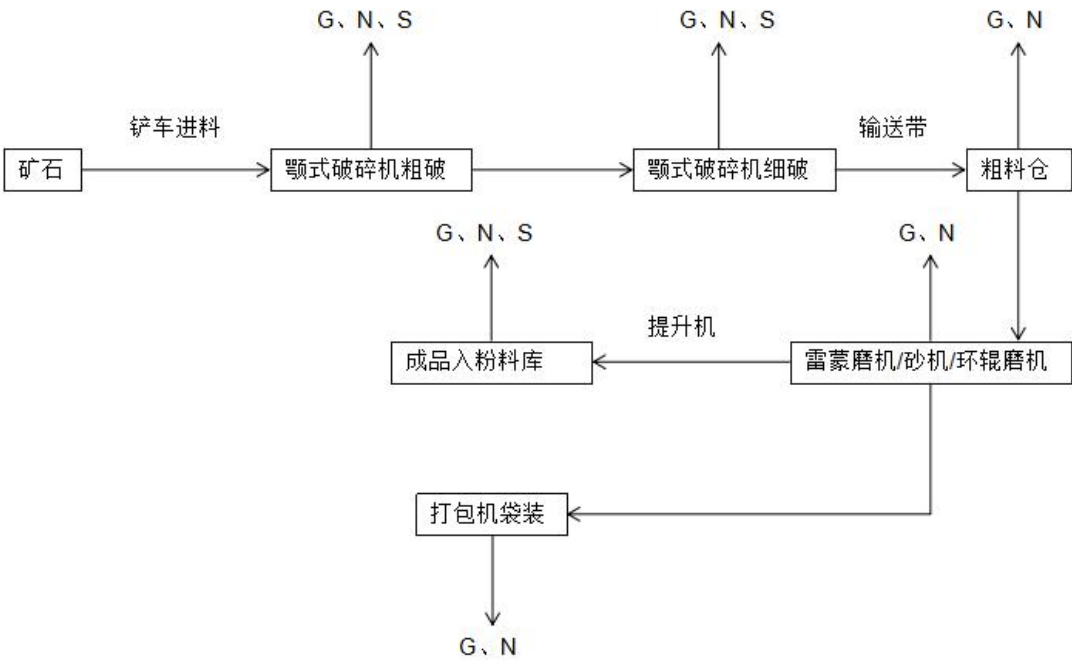 G、N、S
G、N、S
G、N
铲车进料
输送带
矿石
颚式破碎机粗破
颚式破碎机细破
粗料仓
G、N、S
G、N
提升机
成品入粉料库
雷蒙磨机/砂机/环辊磨机
打包机袋装
G、N